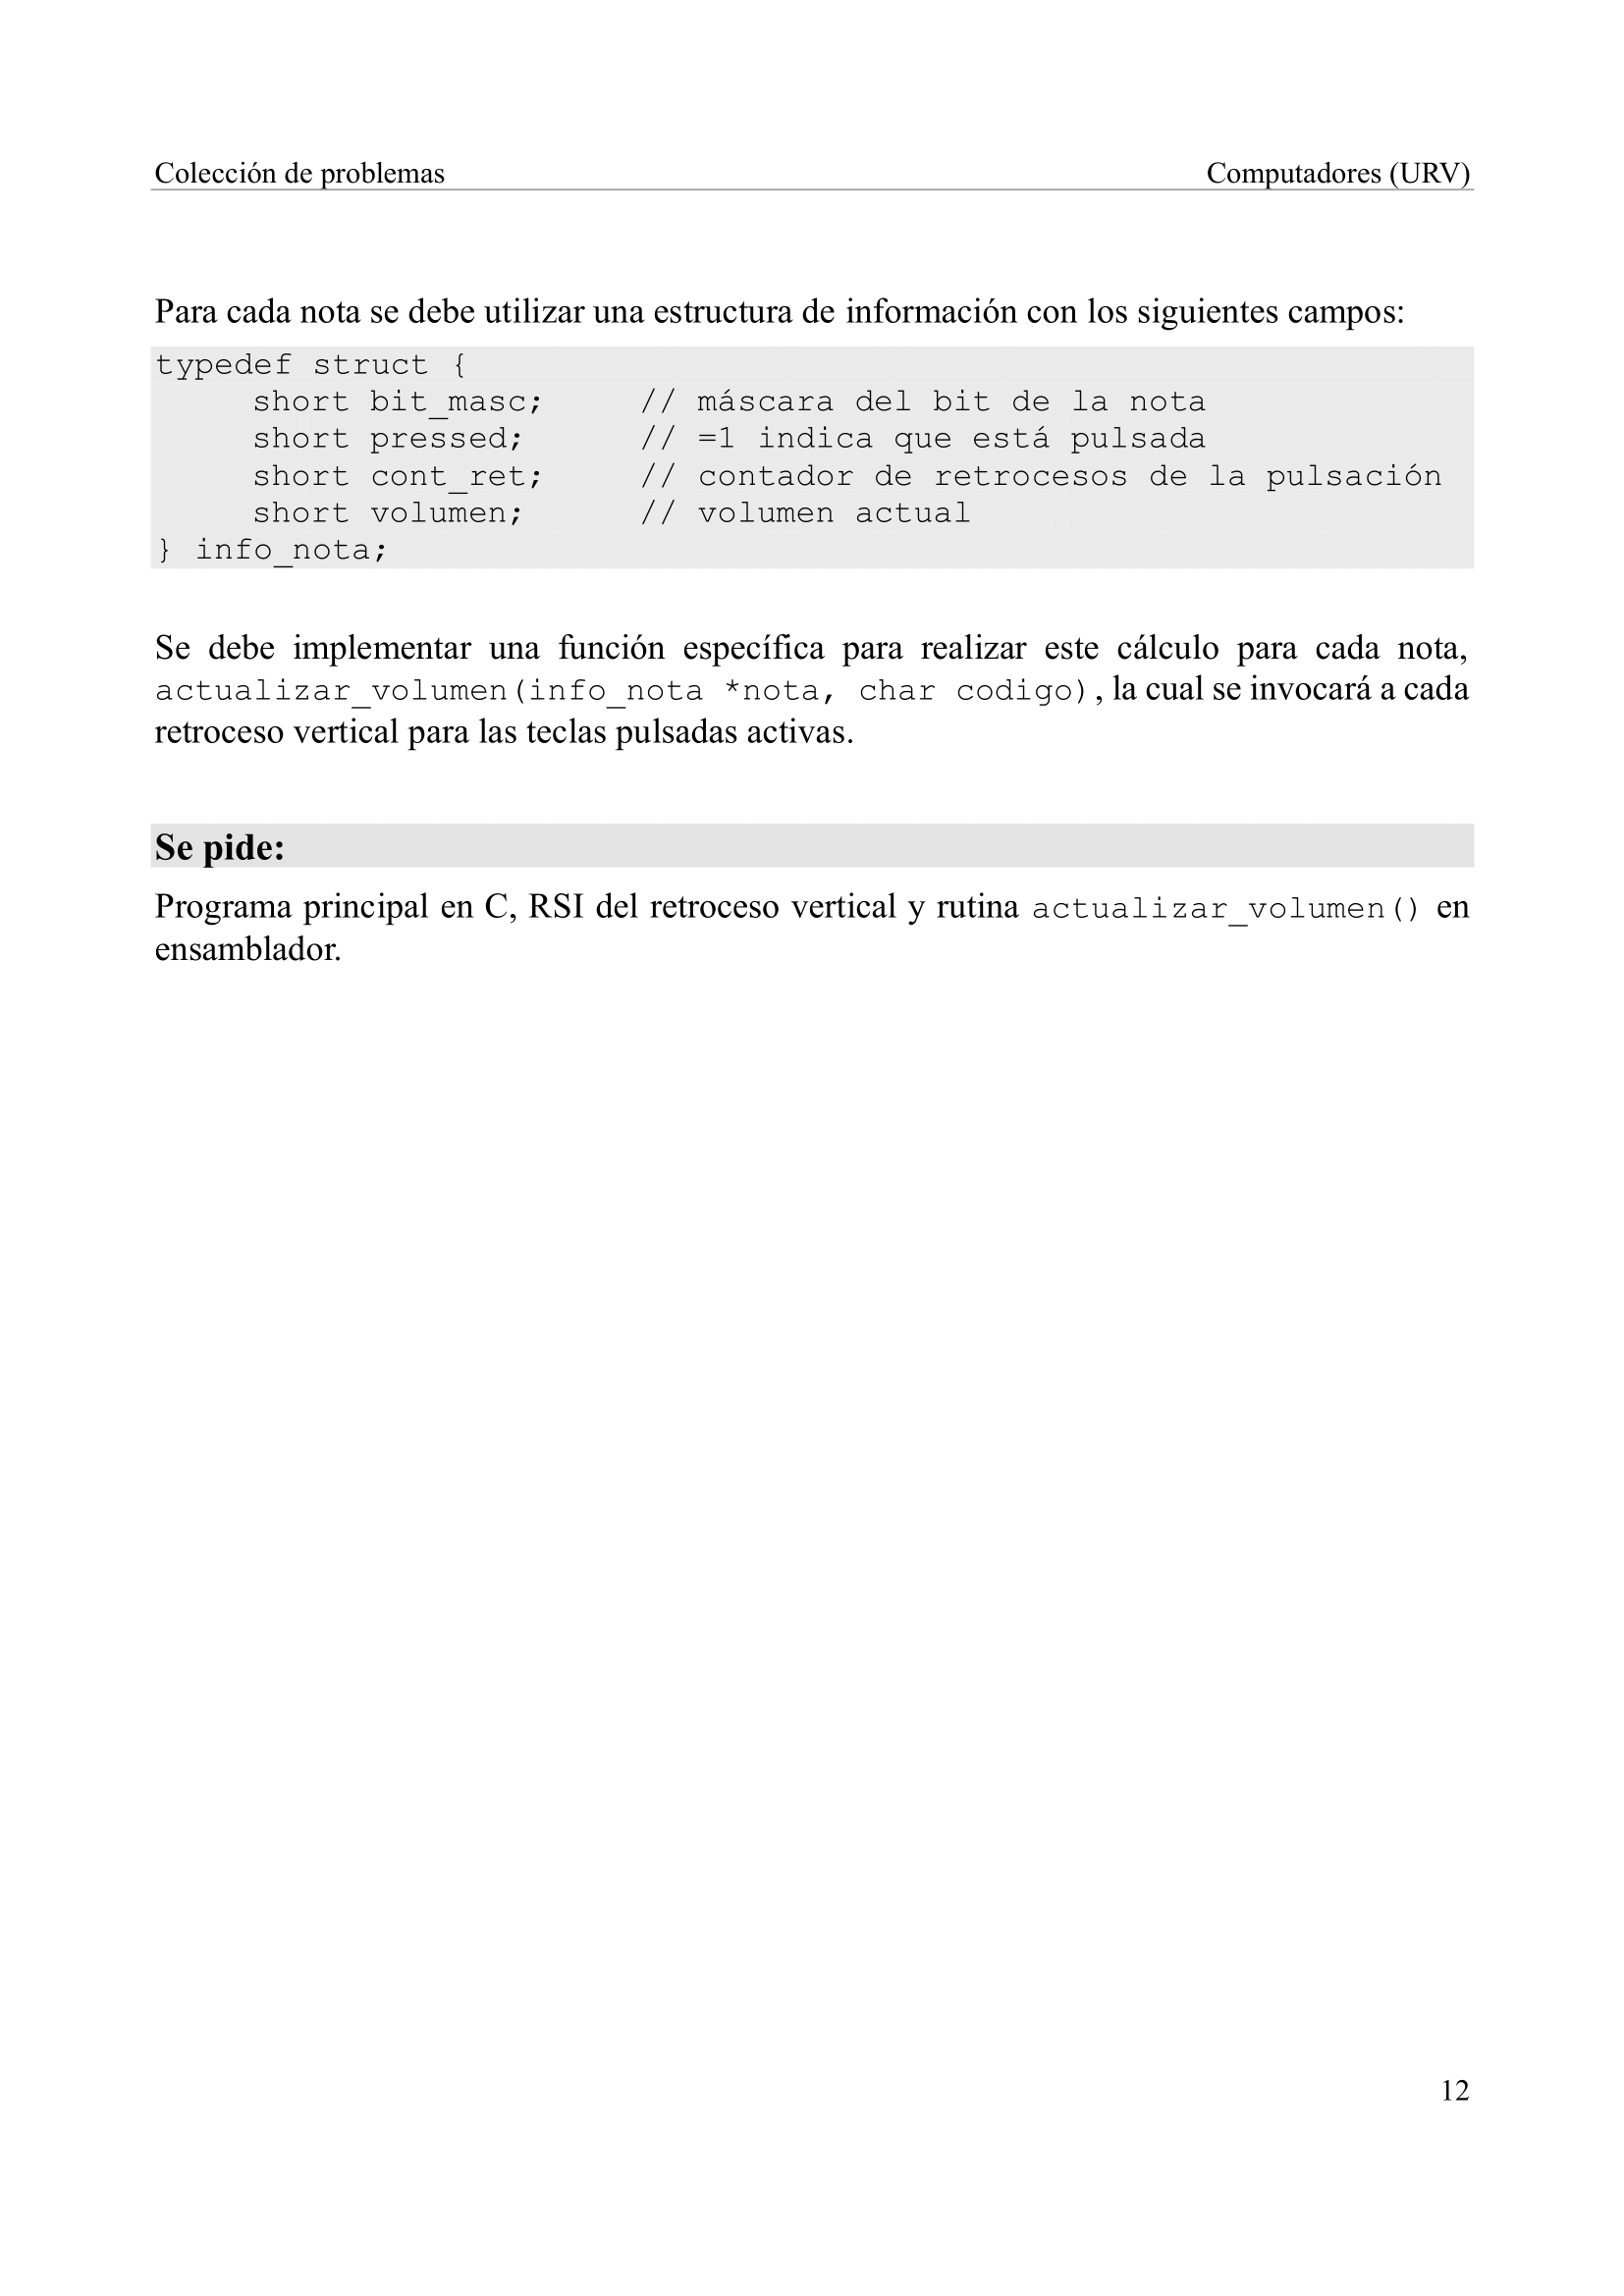 Colección de problemas Computadores (URV)
Para cada nota se debe utilizar una estructura de información con los siguientes campos:
typedef struct {
short bit_masc; // máscara del bit de la nota
short pressed; // =1 indica que está pulsada
short cont_ret; // contador de retrocesos de la pulsación
short volumen; // volumen actual
} info_nota;
Se debe implementar una función específica para realizar este cálculo para cada nota,
actualizar_volumen(info_nota *nota, char codigo), la cual se invocará a cada
retroceso vertical para las teclas pulsadas activas.
Se pide:
Programa principal en C, RSI del retroceso vertical y rutina actualizar_volumen() en
ensamblador.
12